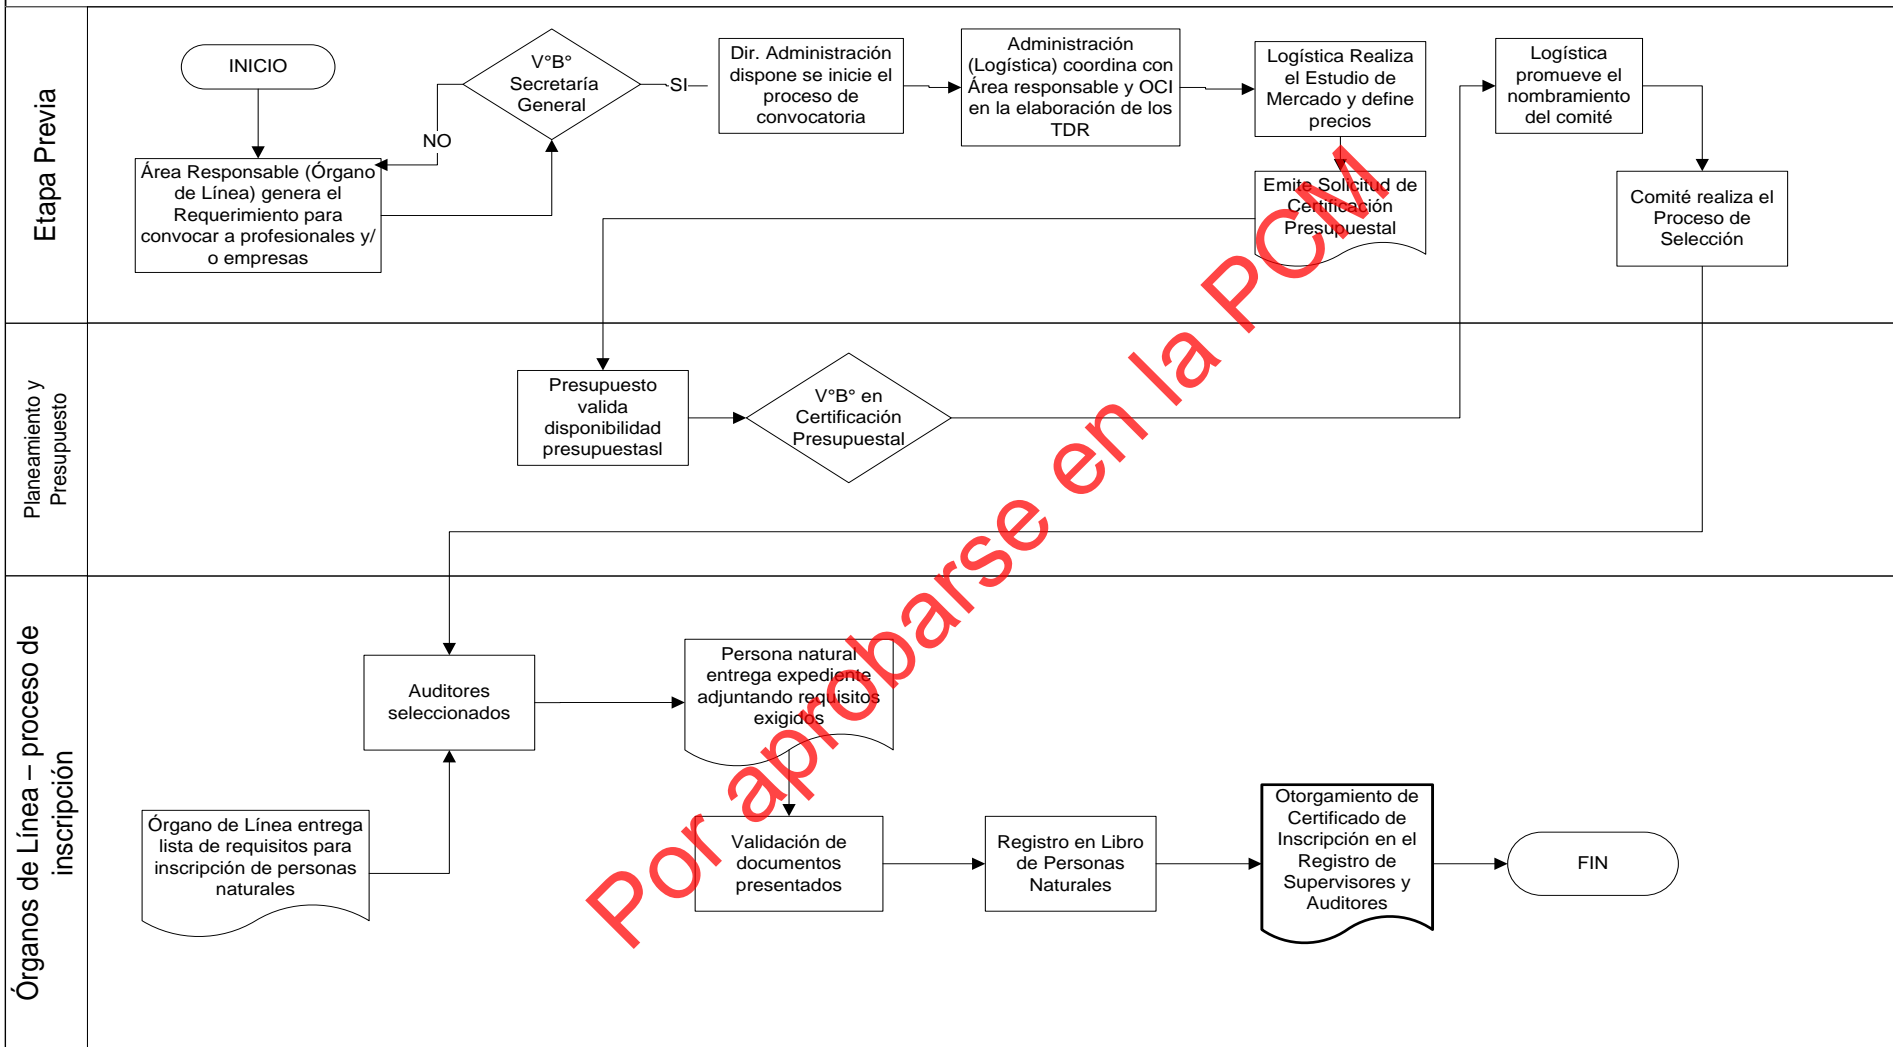 Etapa Previa
INICIO
V°B°
Secretaría
General
SI
NO
Área Responsable (Órgano
de Línea) genera el
Requerimiento para
convocar a profesionales y/
o empresas
Dir. Administración
dispone se inicie el
proceso de
convocatoria
Administración
(Logística) coordina con
Área responsable y OCI
en la elaboración de los
TDR
Logística Realiza
el Estudio de
Mercado y define
precios
Emite Solicitud de
Certificación
Presupuestal
Logística
promueve el
nombramiento
del comité
Comité realiza el
Proceso de
Selección
Planeamiento y
Presupuesto
Presupuesto
valida
disponibilidad
presupuestasl
V°B° en
Certificación
Presupuestal
Órganos de Línea – proceso de
inscripción
Auditores
seleccionados
Órgano de Línea entrega
lista de requisitos para
inscripción de personas
naturales
Persona natural
entrega expediente
adjuntando requisitos
exigidos
Validación de
documentos
presentados
Registro en Libro
de Personas
Naturales
Otorgamiento de
Certificado de
Inscripción en el
Registro de
Supervisores y
Auditores
FIN
Por aprobarse en la PCM